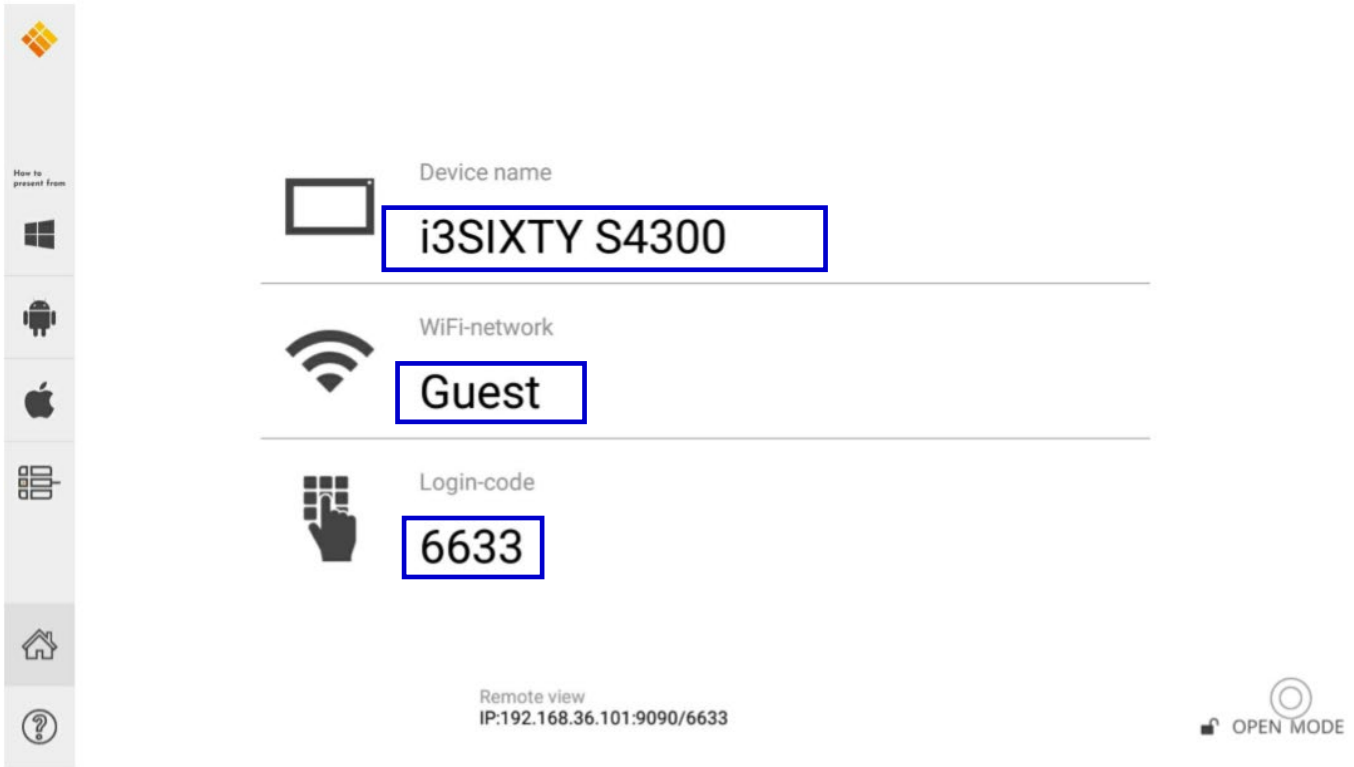 How to
present from
Device name
i3SIXTY S4300
WiFi-network
Guest
Login-code
6633
Remote view
IP:192.168.36.101:9090/6633
OPEN MODE